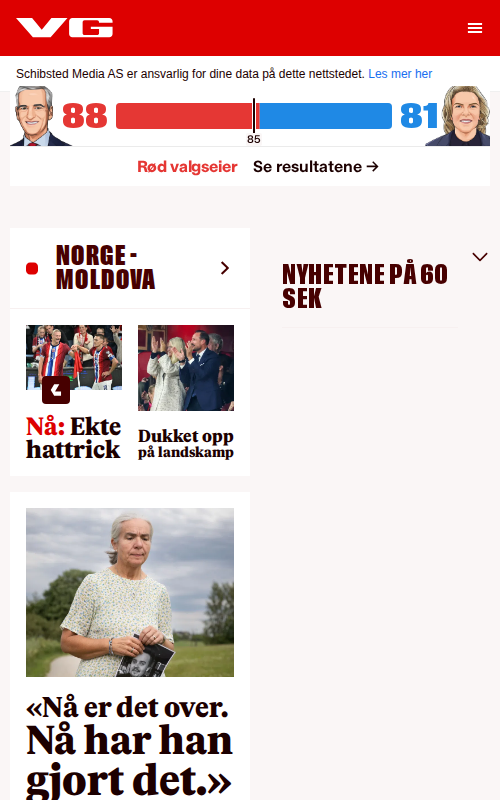 VG
Schibsted Media AS er ansvarlig for dine data på dette nettstedet. Les mer her
88
81
85
Rød valgseier Se resultatene →
NORGE -
MOLDOVA
NYHETENE PÅ 60
SEK
Nå: Ekte
hattrick
Dukket opp
på landskamp
«Nå er det over.
Nå har han
gjort det.»